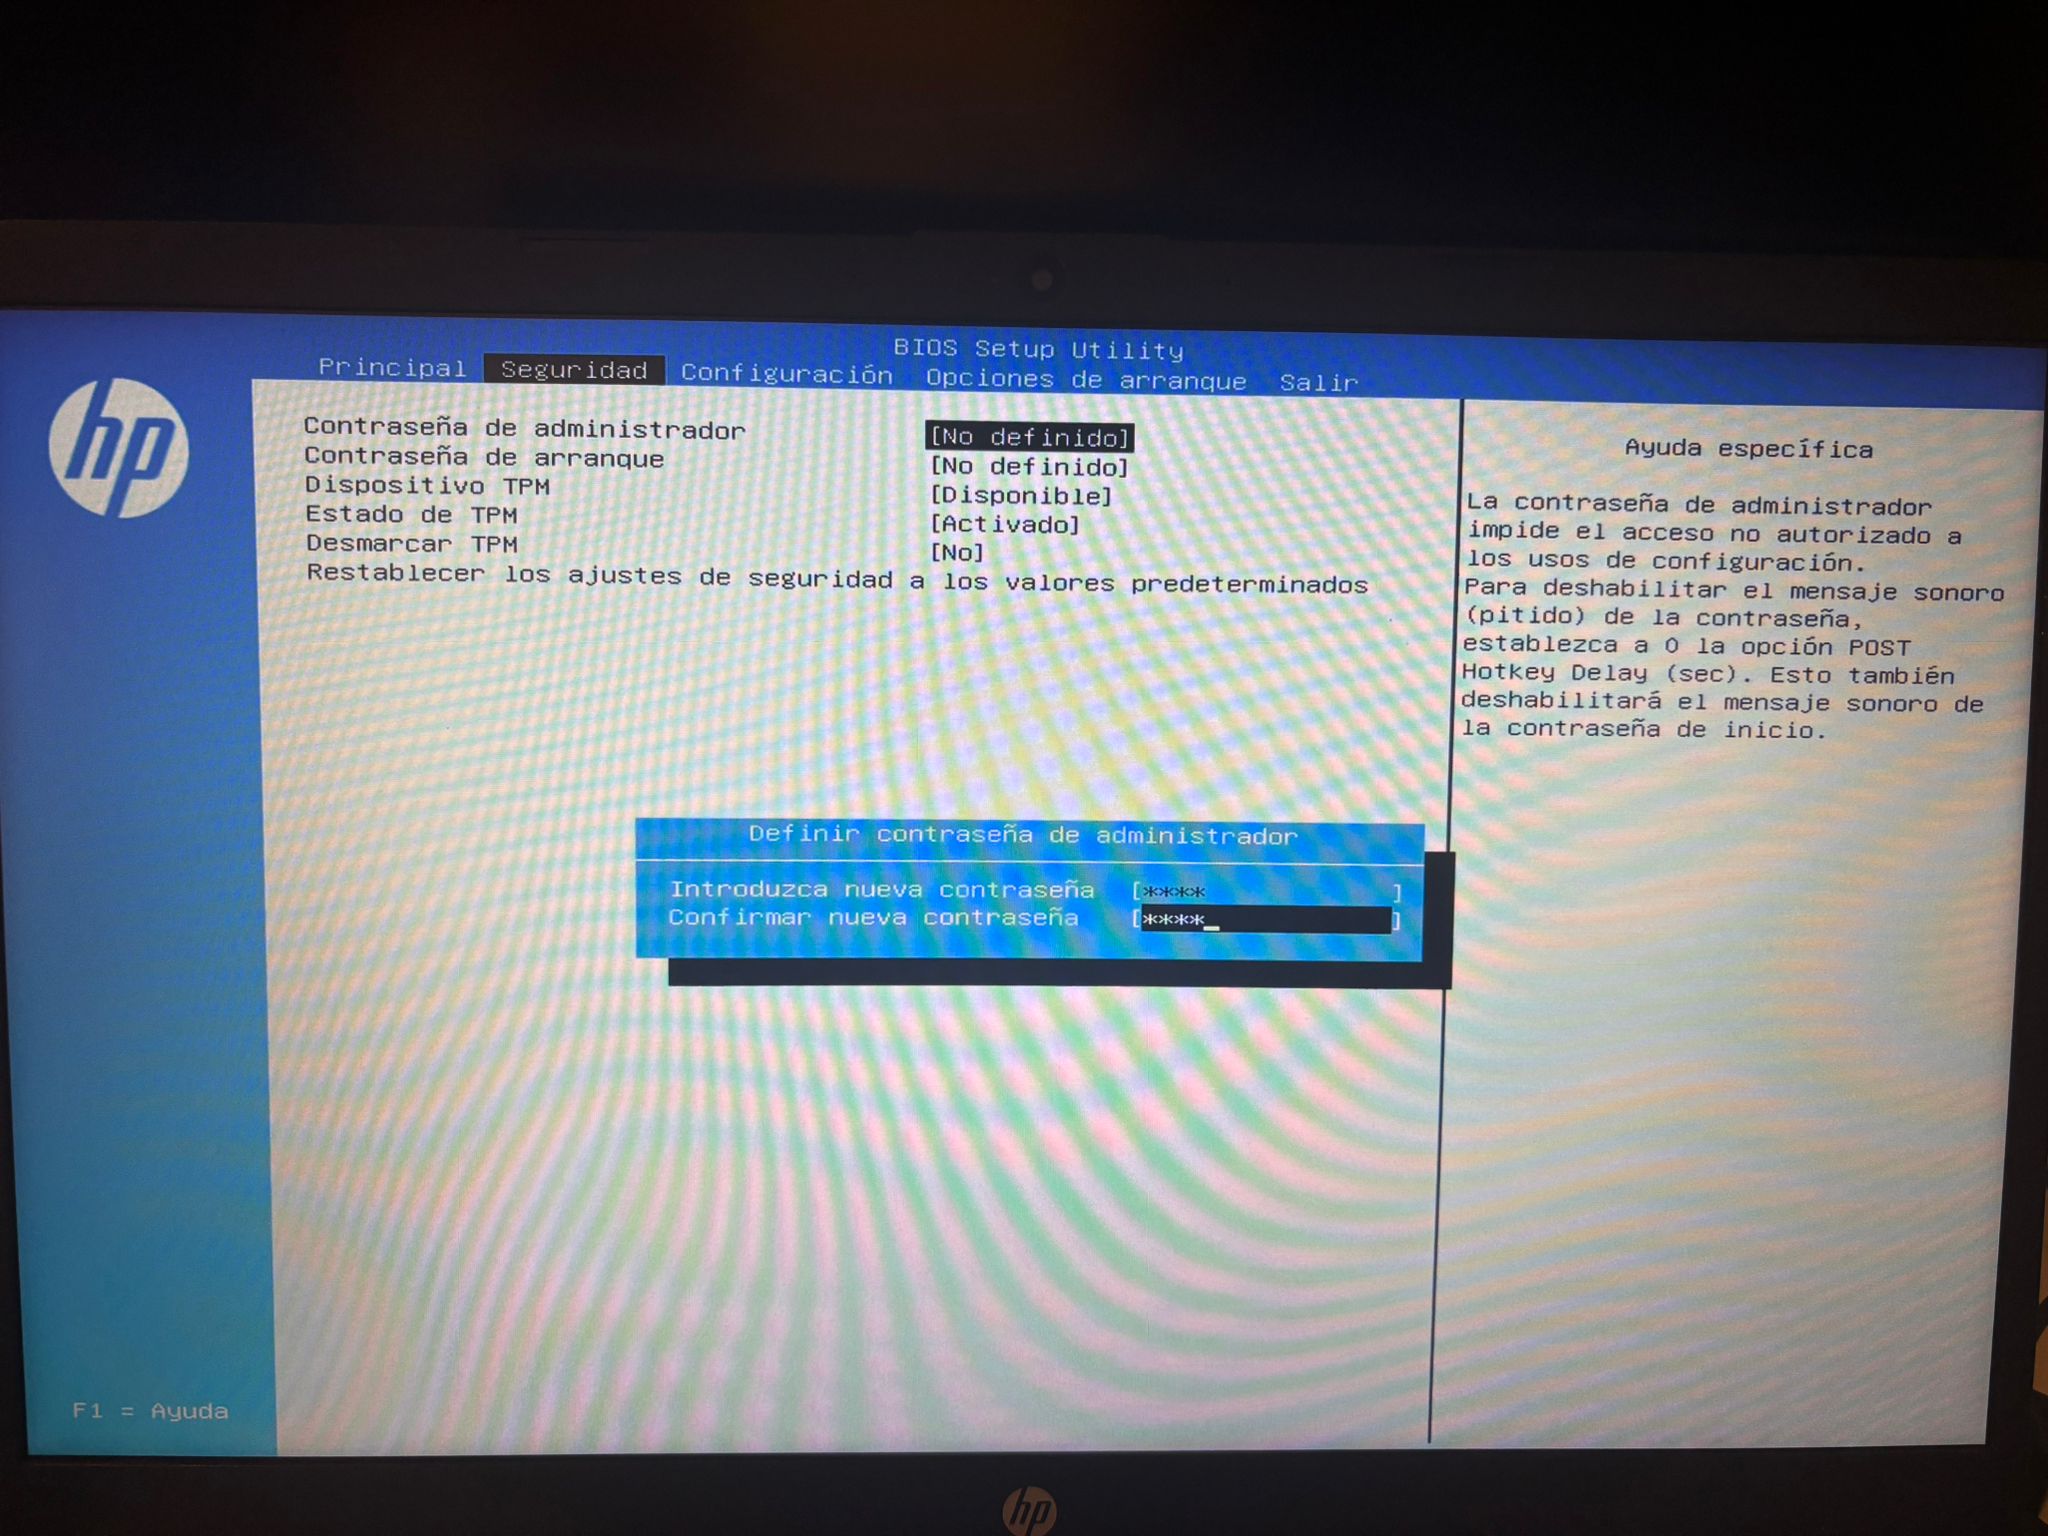 BIOS Setup Utility
Principal Seguridad Configuración Opciones de arranque Salir
hp
Contraseña de administrador [No definido]
Contraseña de arranque [No definido]
Dispositivo TPM [Disponible]
Estado de TPM [Activado]
Desmarcar TPM [No]
Restablecer los ajustes de seguridad a los valores predeterminados
Ayuda específica
La contraseña de administrador
impide el acceso no autorizado a
los usos de configuración.
Para deshabilitar el mensaje sonoro
(pitido) de la contraseña,
establezca a 0 la opción POST
Hotkey Delay (sec). Esto también
deshabilitará el mensaje sonoro de
la contraseña de inicio.
Definir contraseña de administrador
Introduzca nueva contraseña [**** ]
Confirmar nueva contraseña [****_ ]
F1 = Ayuda
hp